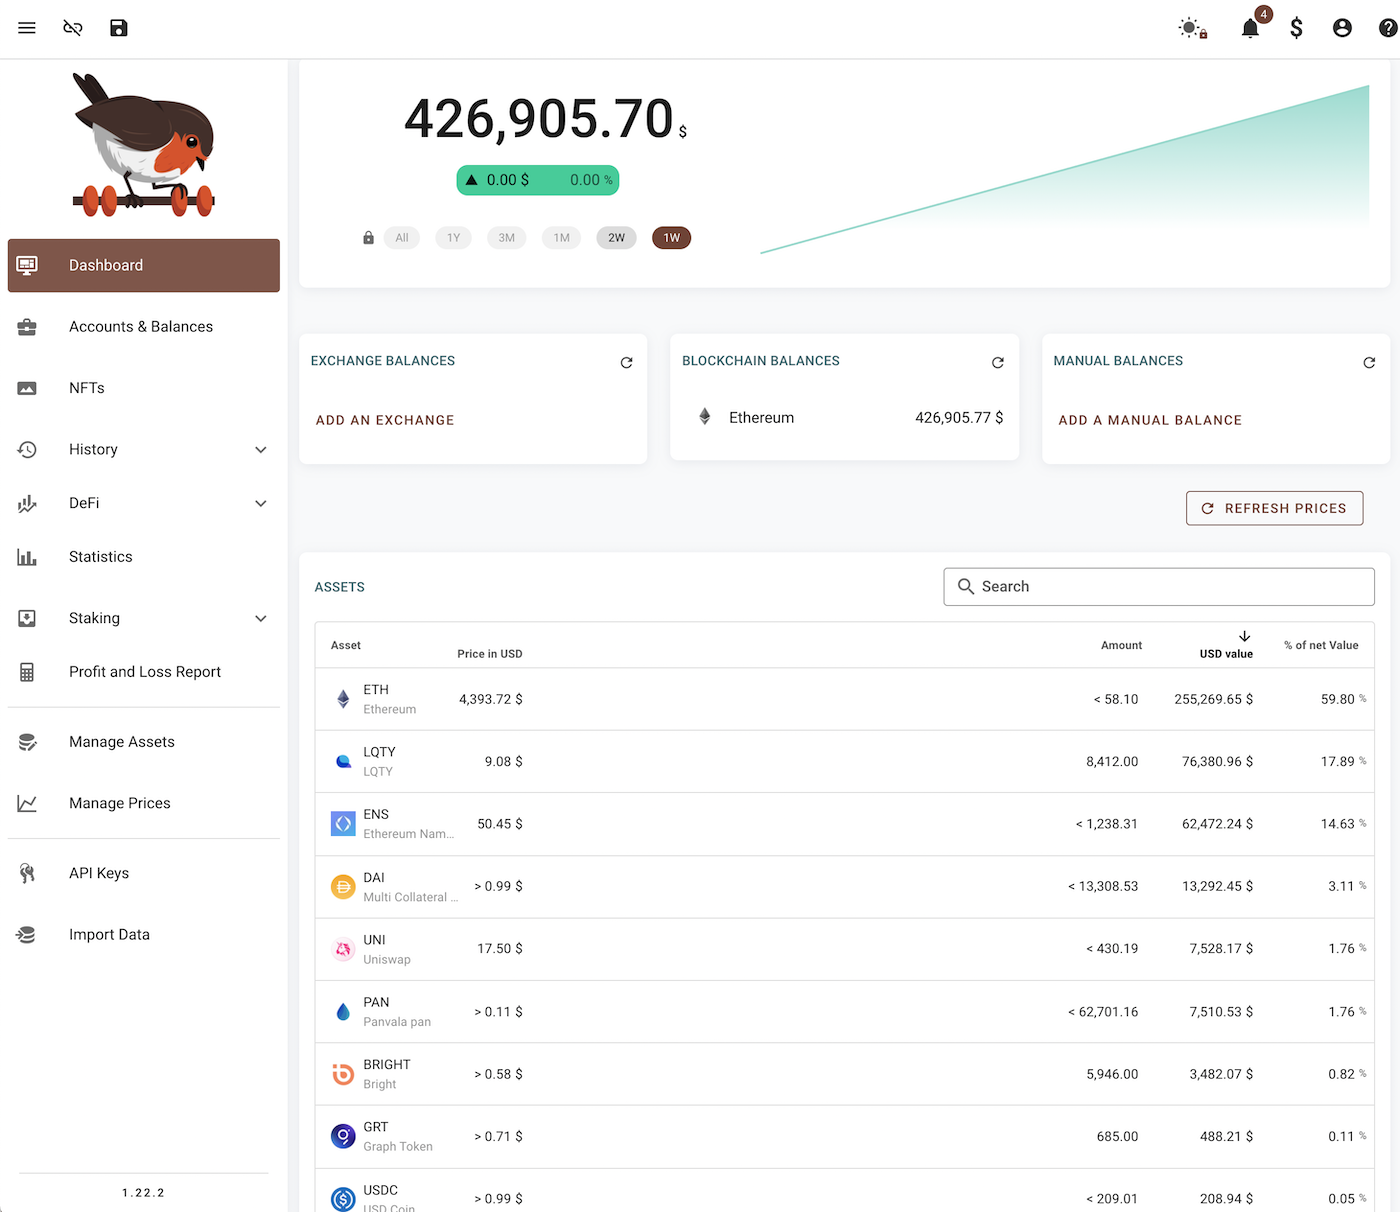 4
426,905.70 $
0.00 $ 0.00 %
All 1Y 3M 1M 2W 1W
Dashboard
Accounts & Balances
NFTs
History
DeFi
Statistics
Staking
Profit and Loss Report
Manage Assets
Manage Prices
API Keys
Import Data
1.22.2
EXCHANGE BALANCES
ADD AN EXCHANGE
BLOCKCHAIN BALANCES
Ethereum 426,905.77 $
MANUAL BALANCES
ADD A MANUAL BALANCE
REFRESH PRICES
ASSETS
Search
Asset Price in USD Amount USD value % of net Value
ETH
Ethereum
4,393.72 $ < 58.10 255,269.65 $ 59.80 %
LQTY
LQTY
9.08 $ 8,412.00 76,380.96 $ 17.89 %
ENS
Ethereum Nam...
50.45 $ < 1,238.31 62,472.24 $ 14.63 %
DAI
Multi Collateral ...
> 0.99 $ < 13,308.53 13,292.45 $ 3.11 %
UNI
Uniswap
17.50 $ < 430.19 7,528.17 $ 1.76 %
PAN
Panvala pan
> 0.11 $ < 62,701.16 7,510.53 $ 1.76 %
BRIGHT
Bright
> 0.58 $ 5,946.00 3,482.07 $ 0.82 %
GRT
Graph Token
> 0.71 $ 685.00 488.21 $ 0.11 %
USDC
USD Coin
> 0.99 $ < 209.01 208.94 $ 0.05 %